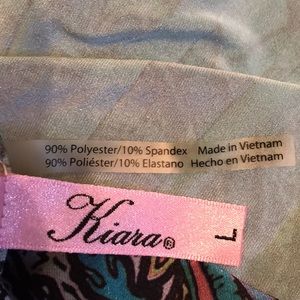 90% Polyester/10% Spandex Made in Vietnam
90% Poliéster/10% Elastano Hecho en Vietnam
Kiara®
L